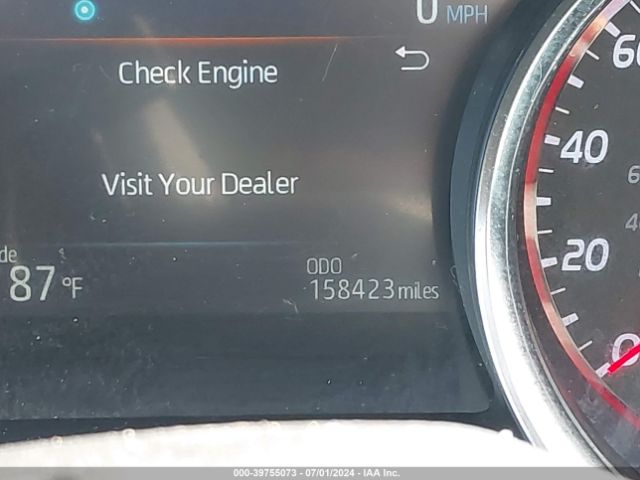 0 MPH
Check Engine
Visit Your Dealer
de
87°F
ODO
158423 miles
60
40
20
0
000-39755073 - 07/01/2024 - IAA Inc.